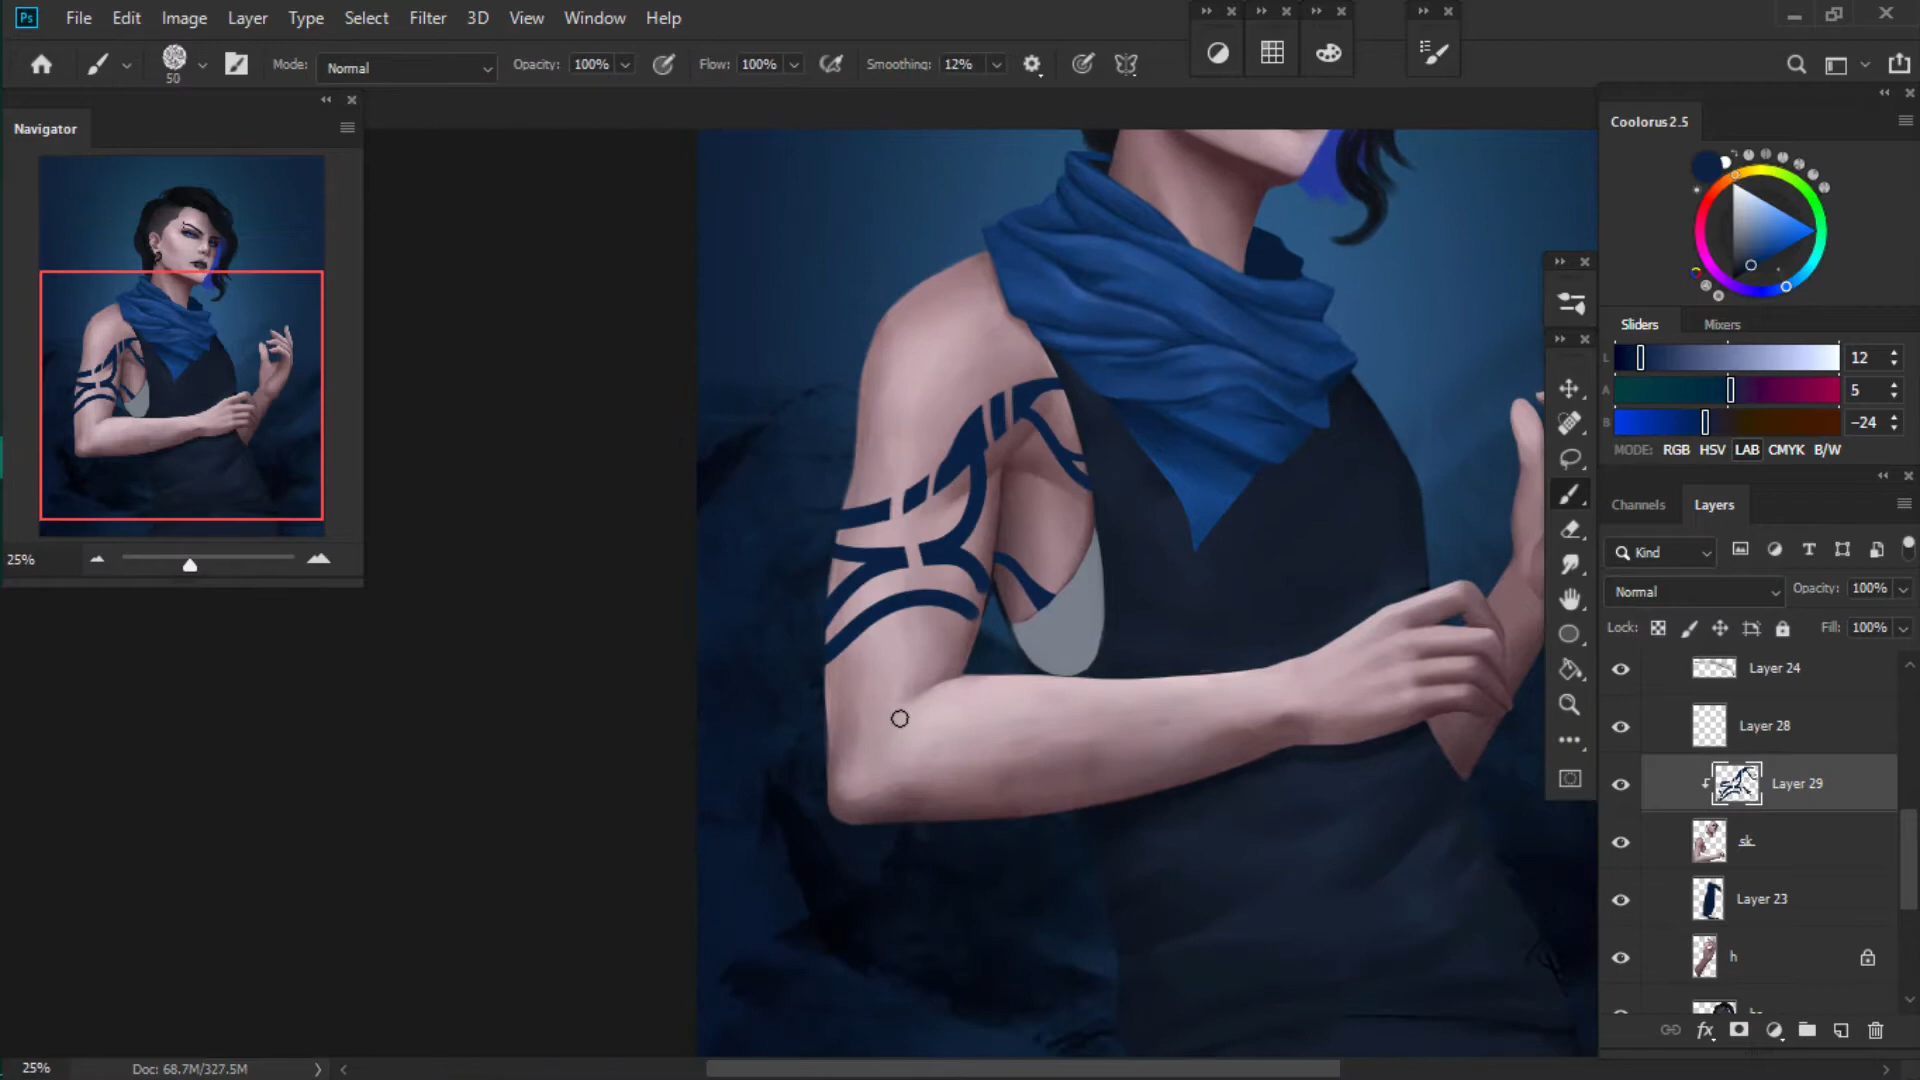 Ps File Edit Image Layer Type Select Filter 3D View Window Help
50 Mode: Normal Opacity: 100% Flow: 100% Smoothing: 12%
Navigator
25%
Coolorus2.5
Sliders Mixers
L 12
A 5
B -24
MODE: RGB HSV LAB CMYK B/W
Channels Layers
Kind
Normal Opacity: 100%
Lock: Fill: 100%
Layer 24
Layer 28
Layer 29
sk
Layer 23
h
fx
25% Doc: 68.7M/327.5M